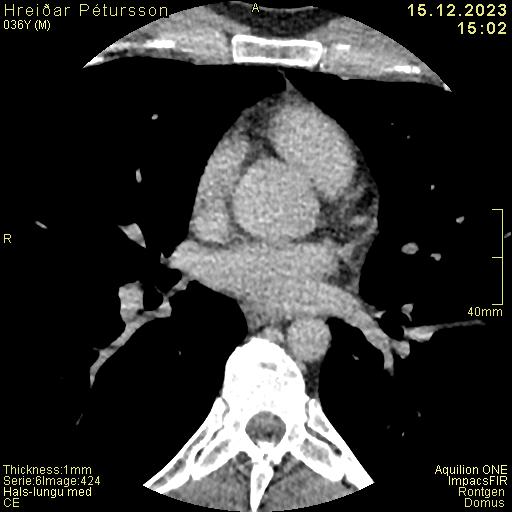 Hreiðar Pétursson
036Y (M)
A
15.12.2023
15:02
R
40mm
Thickness:1mm
Serie:6Image:424
Hals-lungu med
CE
Aquilion ONE
ImpacsFIR
Rontgen
Domus